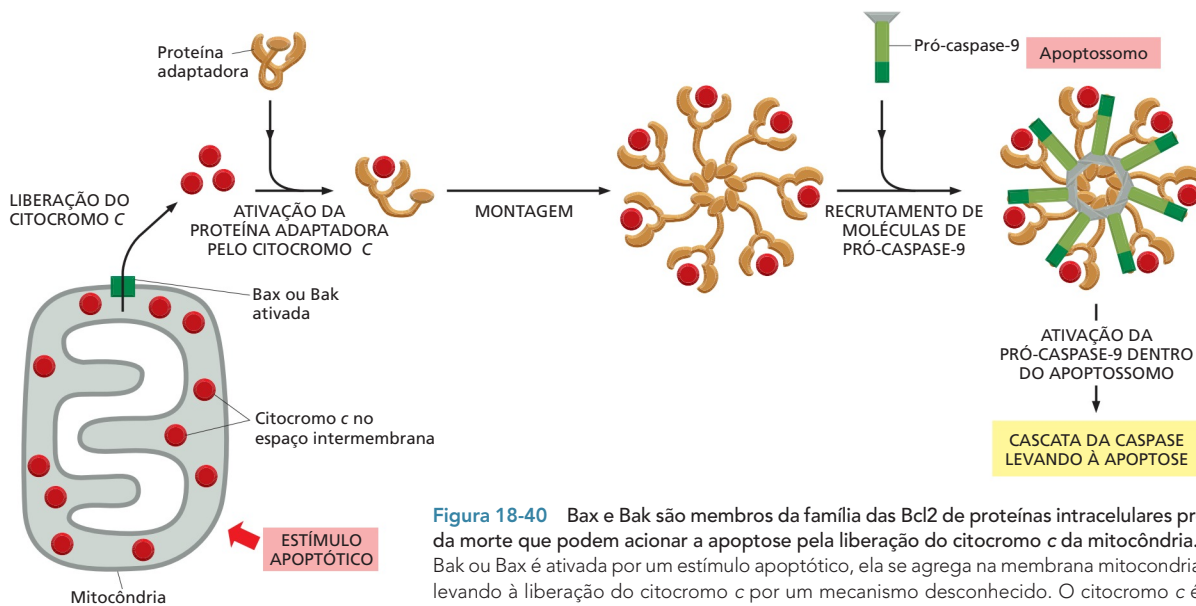 Proteína
adaptadora
Pró-caspase-9
Apoptossomo
LIBERAÇÃO DO
CITOCROMO C
ATIVAÇÃO DA
PROTEÍNA ADAPTADORA
PELO CITOCROMO C
MONTAGEM
RECRUTAMENTO DE
MOLÉCULAS DE
PRÓ-CASPASE-9
Bax ou Bak
ativada
ATIVAÇÃO DA
PRÓ-CASPASE-9 DENTRO
DO APOPTOSSOMO
Citocromo c no
espaço intermembrana
CASCATA DA CASPASE
LEVANDO À APOPTOSE
ESTÍMULO
APOPTÓTICO
Mitocôndria
Figura 18-40 Bax e Bak são membros da família das Bcl2 de proteínas intracelulares pr
da morte que podem acionar a apoptose pela liberação do citocromo c da mitocôndria.
Bak ou Bax é ativada por um estímulo apoptótico, ela se agrega na membrana mitocondria
levando à liberação do citocromo c por um mecanismo desconhecido. O citocromo c é